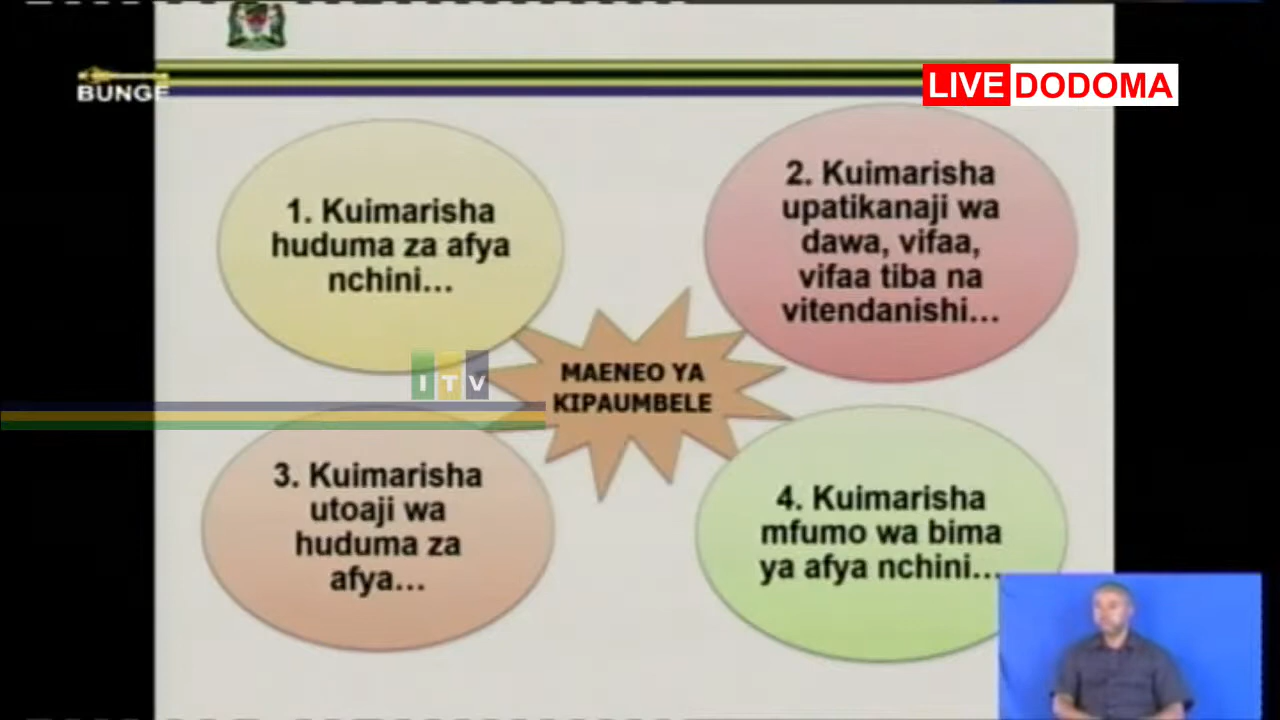 BUNGE
LIVE DODOMA
1. Kuimarisha
huduma za afya
nchini...
2. Kuimarisha
upatikanaji wa
dawa, vifaa,
vifaa tiba na
vitendanishi...
ITV
MAENEO YA
KIPAUMBELE
3. Kuimarisha
utoaji wa
huduma za
afya...
4. Kuimarisha
mfumo wa bima
ya afya nchini...